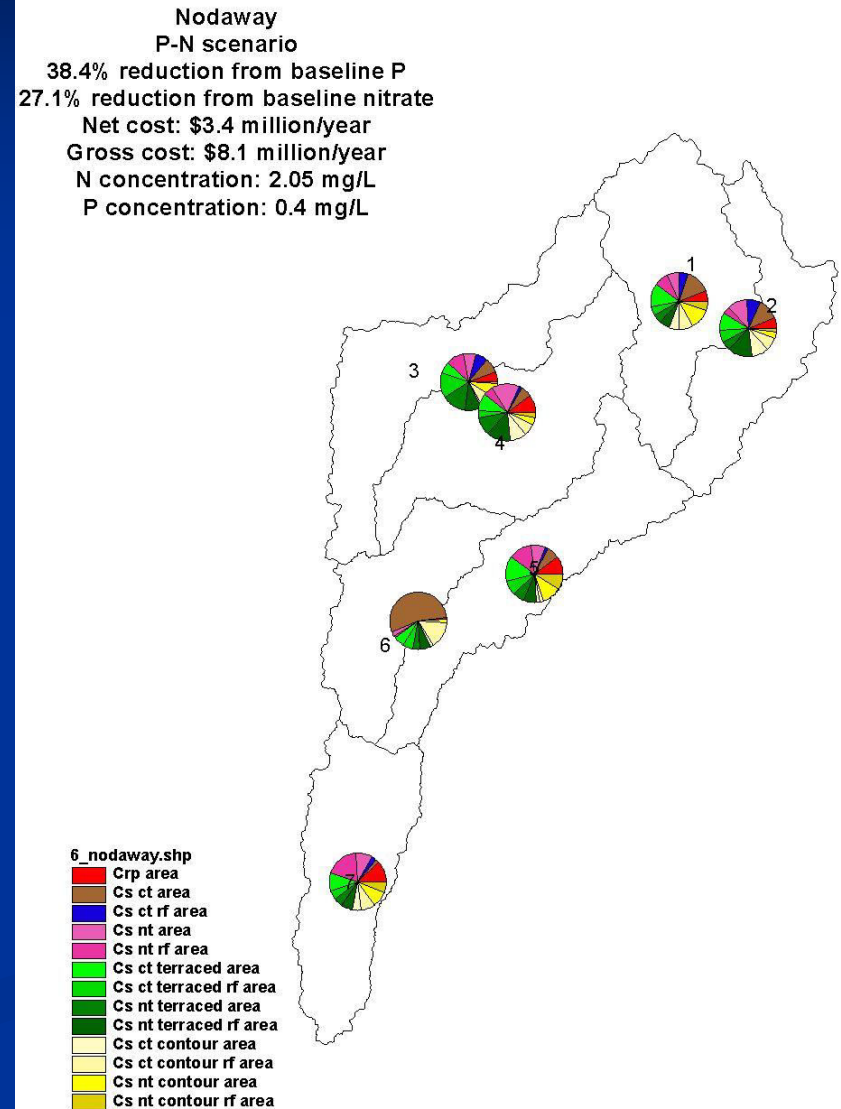 Nodaway
P-N scenario
38.4% reduction from baseline P
27.1% reduction from baseline nitrate
Net cost: $3.4 million/year
Gross cost: $8.1 million/year
N concentration: 2.05 mg/L
P concentration: 0.4 mg/L
1
2
3
4
5
6
7
6_nodaway.shp
Crp area
Cs ct area
Cs ct rf area
Cs nt area
Cs nt rf area
Cs ct terraced area
Cs ct terraced rf area
Cs nt terraced area
Cs nt terraced rf area
Cs ct contour area
Cs ct contour rf area
Cs nt contour area
Cs nt contour rf area